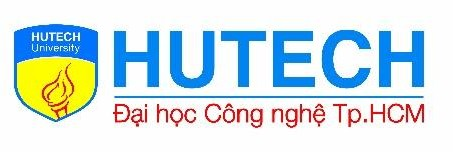 HUTECH
University
HUTECH
Đại học Công nghệ Tp.HCM